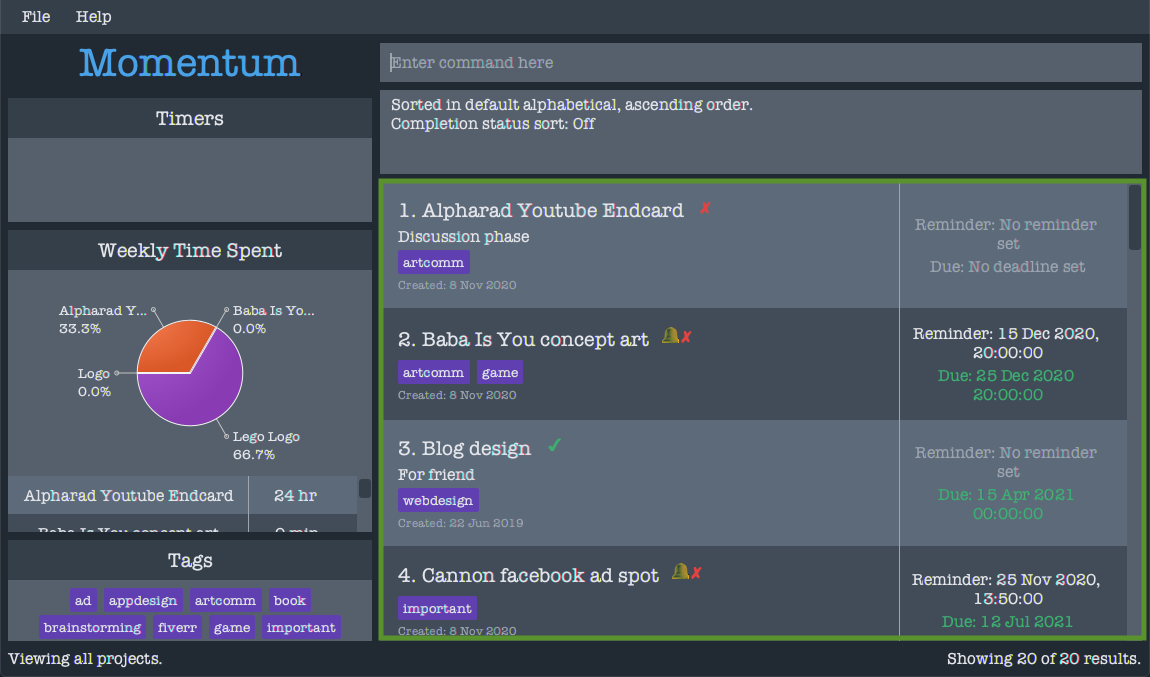 File Help
Momentum
Timers
Weekly Time Spent
Alpharad Y...
33.3%
Baba Is Yo...
0.0%
Logo
0.0%
Lego Logo
66.7%
Alpharad Youtube Endcard 24 hr
Baba Is You concept art 0 min
Tags
ad appdesign artcomm book
brainstorming fiverr game important
Enter command here
Sorted in default alphabetical, ascending order.
Completion status sort: Off
1. Alpharad Youtube Endcard ✗
Discussion phase
artcomm
Created: 8 Nov 2020
Reminder: No reminder
set
Due: No deadline set
2. Baba Is You concept art 🔔✗
artcomm game
Created: 8 Nov 2020
Reminder: 15 Dec 2020,
20:00:00
Due: 25 Dec 2020
20:00:00
3. Blog design ✓
For friend
webdesign
Created: 22 Jun 2019
Reminder: No reminder
set
Due: 15 Apr 2021
00:00:00
4. Cannon facebook ad spot 🔔✗
important
Created: 8 Nov 2020
Reminder: 25 Nov 2020,
13:50:00
Due: 12 Jul 2021
Viewing all projects.
Showing 20 of 20 results.